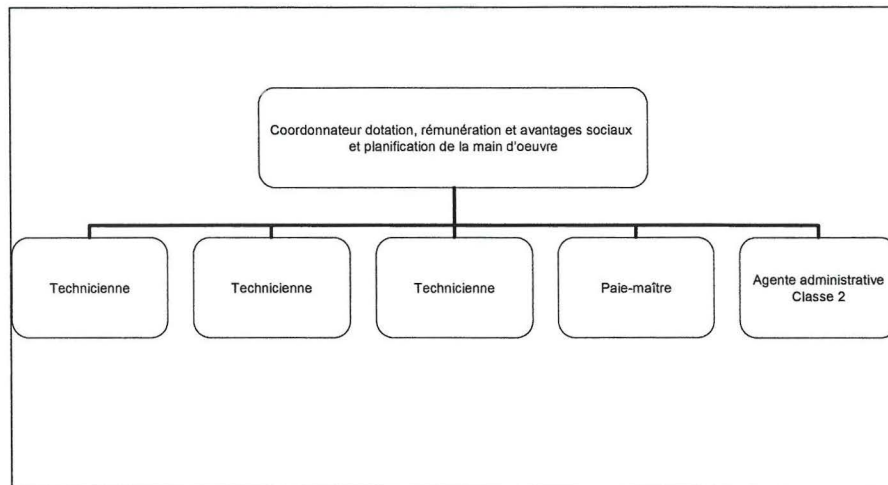 Coordonnateur dotation, rémunération et avantages sociaux
et planification de la main d'oeuvre
Technicienne
Technicienne
Technicienne
Paie-maître
Agente administrative
Classe 2